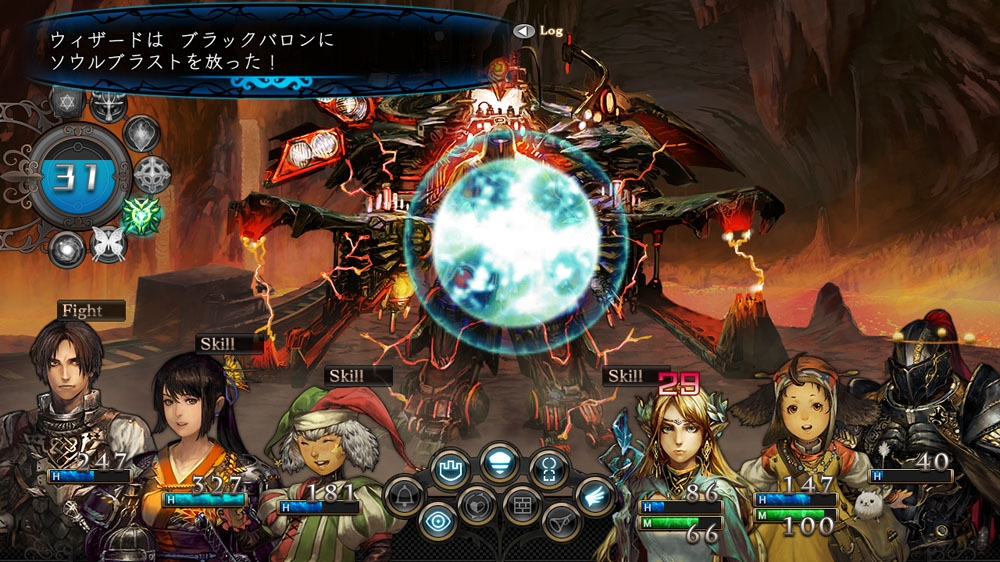 ウィザードは　ブラックバロンに
ソウルブラストを放った！
Log
31
Fight
Skill
Skill
Skill
29
H 247
H 327
H 181
H 86
M 66
H 147
M 100
H 40